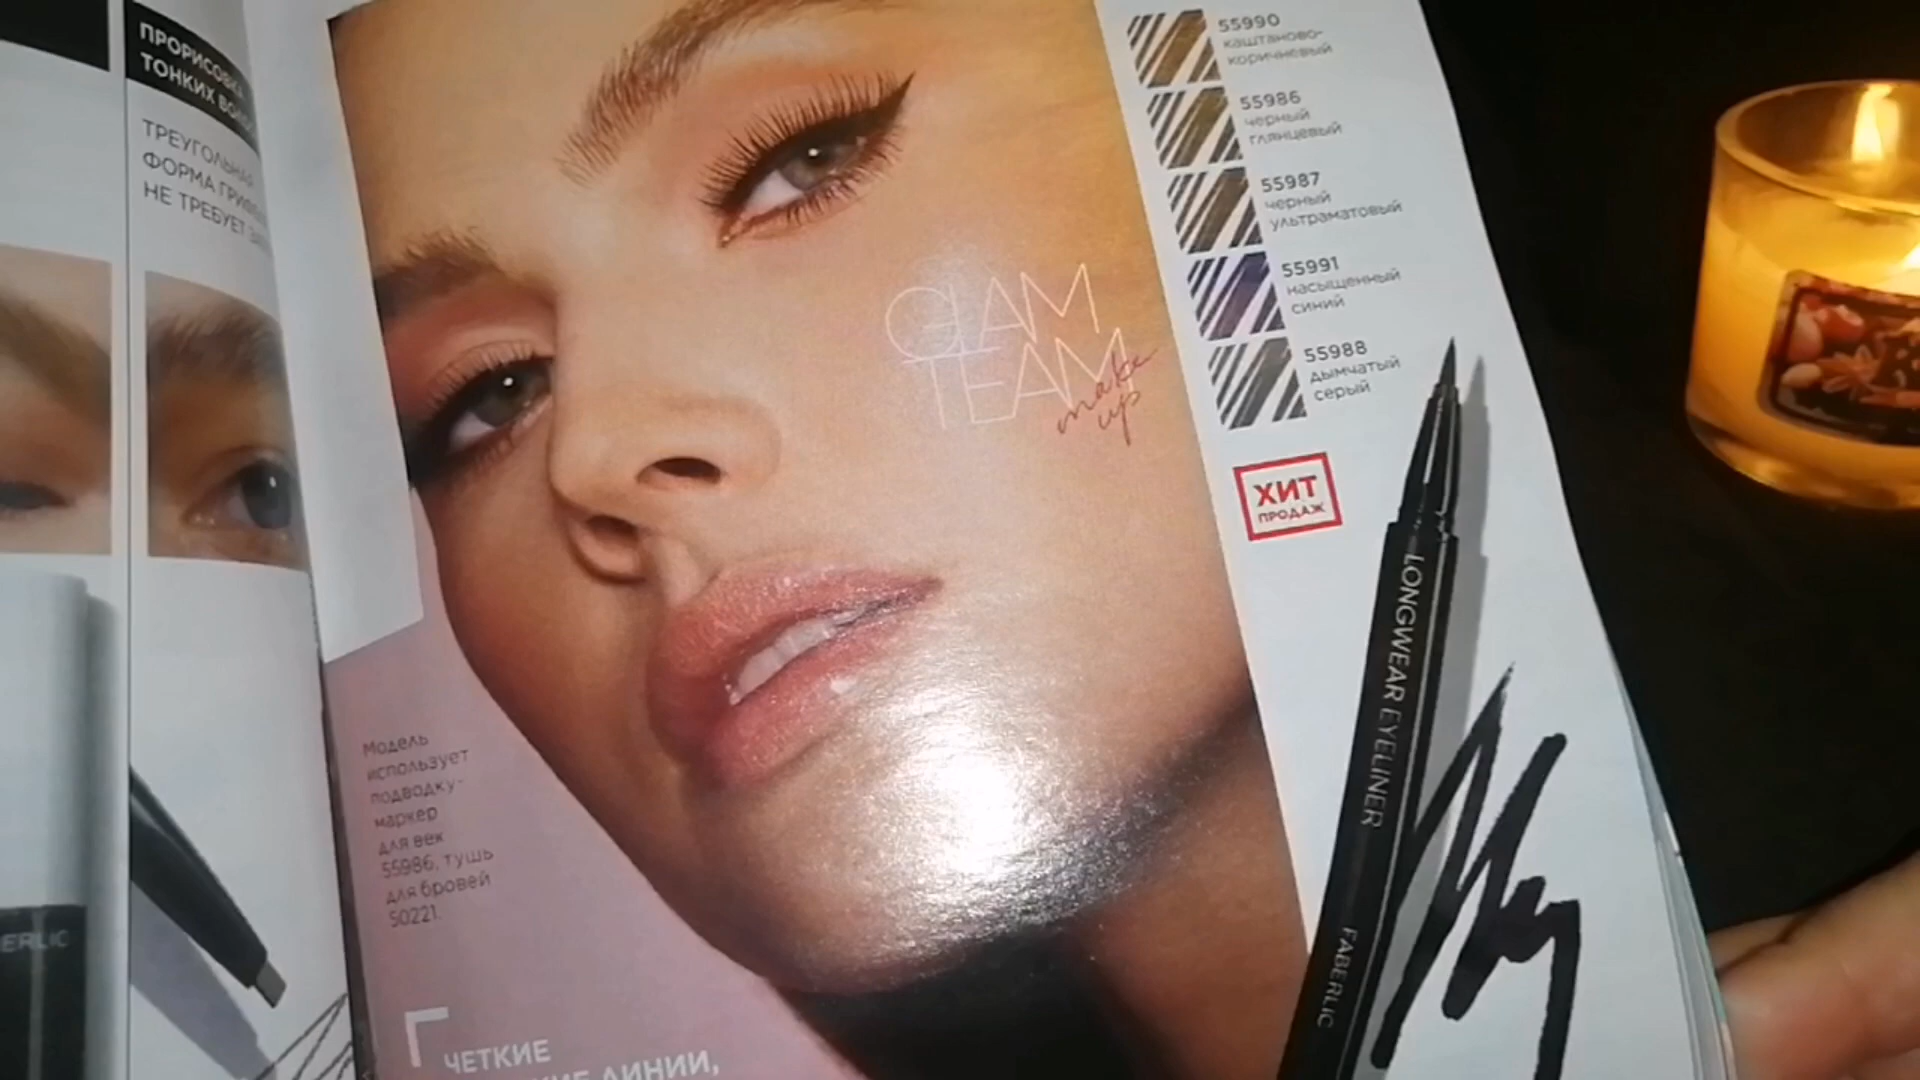 ПРОРИСОВКА
ТОНКИХ
ТРЕУГОЛЬНАЯ
ФОРМА
НЕ ТРЕБУЕТ
GLAM
TEAM
make
up
55990
каштаново-
коричневый
55986
черный
глянцевый
55987
черный
ультраматовый
55991
насыщенный
синий
55988
дымчатый
серый
ХИТ
ПРОДАЖ
LONGWEAR EYELINER
FABERLIC
Модель
использует
подводку-
маркер
для век
55986, тушь
для бровей
50221.
ЧЕТКИЕ
ЛИНИИ,